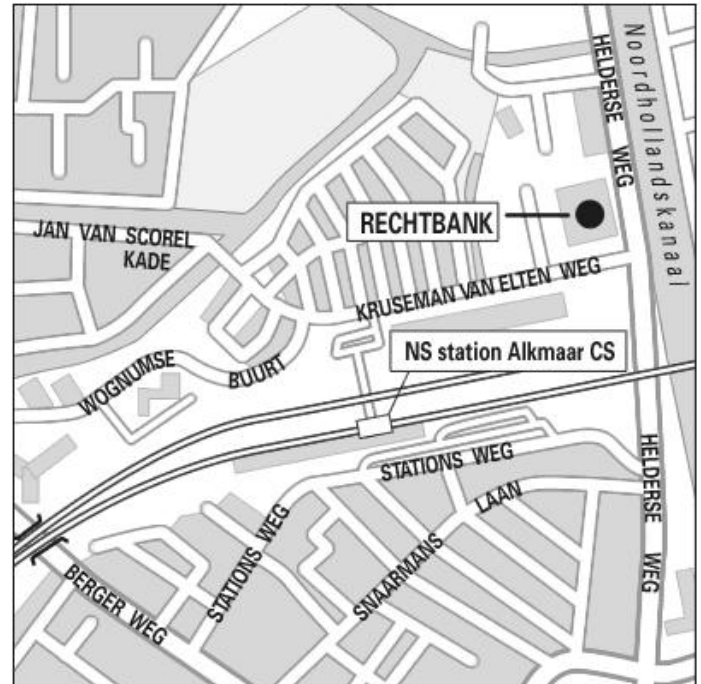 HELDERSE
WEG
Noordhollandskanaal
RECHTBANK
JAN VAN SCOREL
KADE
KRUSEMAN VAN ELTEN WEG
NS station Alkmaar CS
WOGNUMSE
BUURT
STATIONS WEG
HELDERSE
WEG
LAAN
SNAARMANS
STATIONS WEG
BERGER WEG